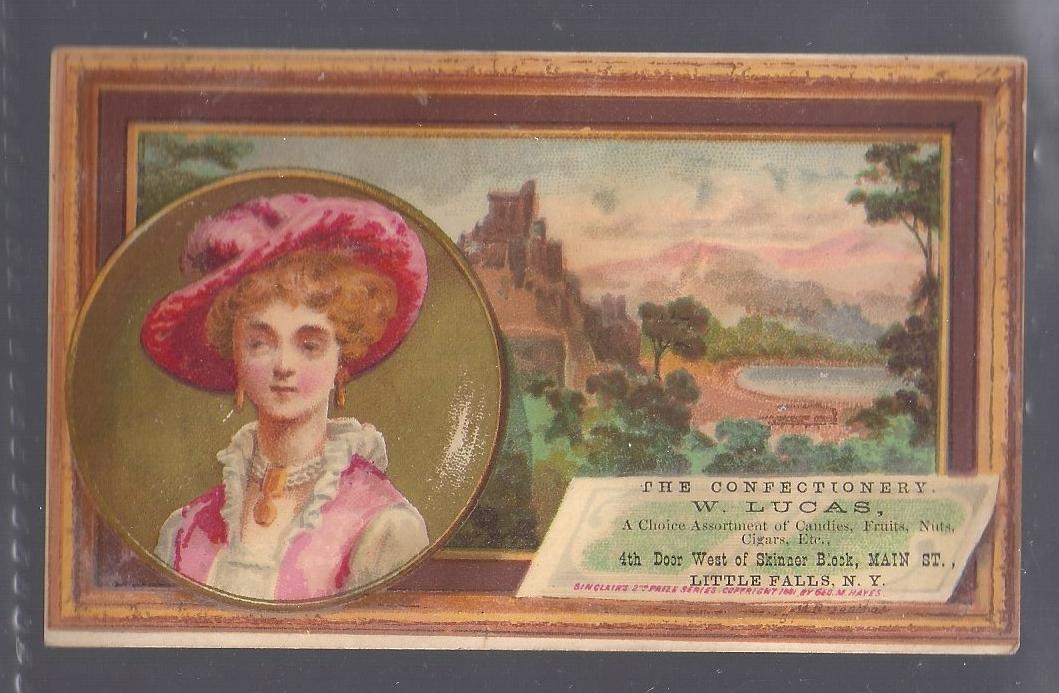 THE CONFECTIONERY.
W. LUCAS,
A Choice Assortment of Candies, Fruits, Nuts,
Cigars, Etc.,
4th Door West of Skinner Block, MAIN ST.,
LITTLE FALLS, N. Y.
SINCLAIR'S 2ND PRIZE SERIES. COPYRIGHT 1881 BY GEO. M. HAYES